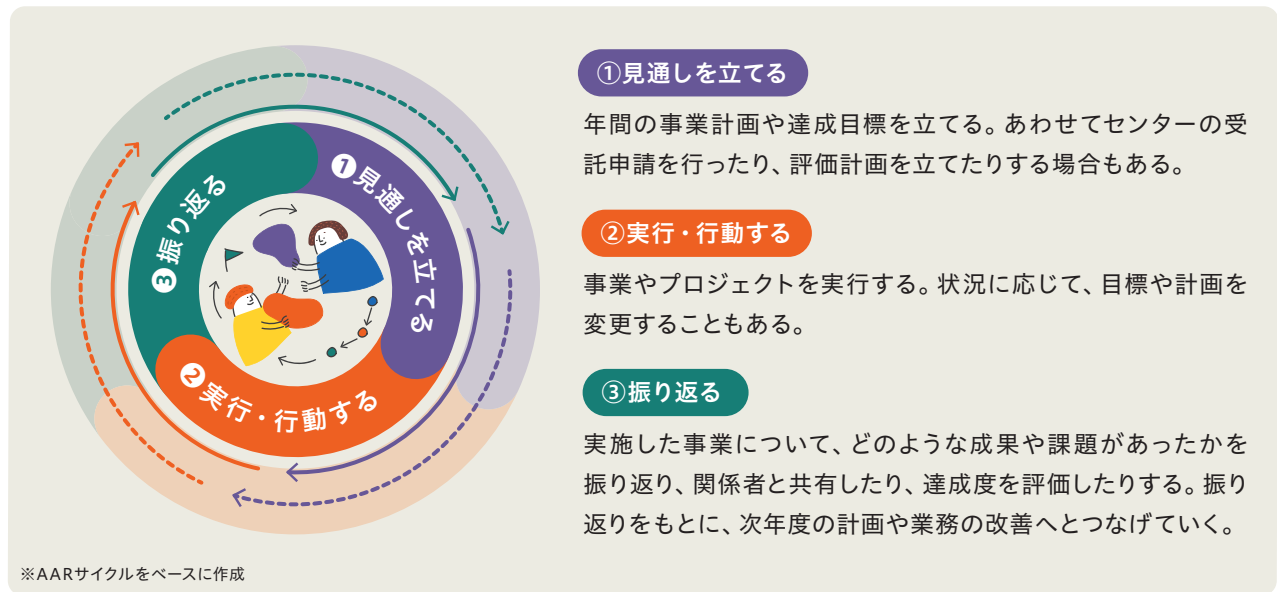 ❶見通しを立てる
❷実行・行動する
❸振り返る
①見通しを立てる
年間の事業計画や達成目標を立てる。あわせてセンターの受
託申請を行ったり、評価計画を立てたりする場合もある。
②実行・行動する
事業やプロジェクトを実行する。状況に応じて、目標や計画を
変更することもある。
③振り返る
実施した事業について、どのような成果や課題があったかを
振り返り、関係者と共有したり、達成度を評価したりする。振り
返りをもとに、次年度の計画や業務の改善へとつなげていく。
※AARサイクルをベースに作成